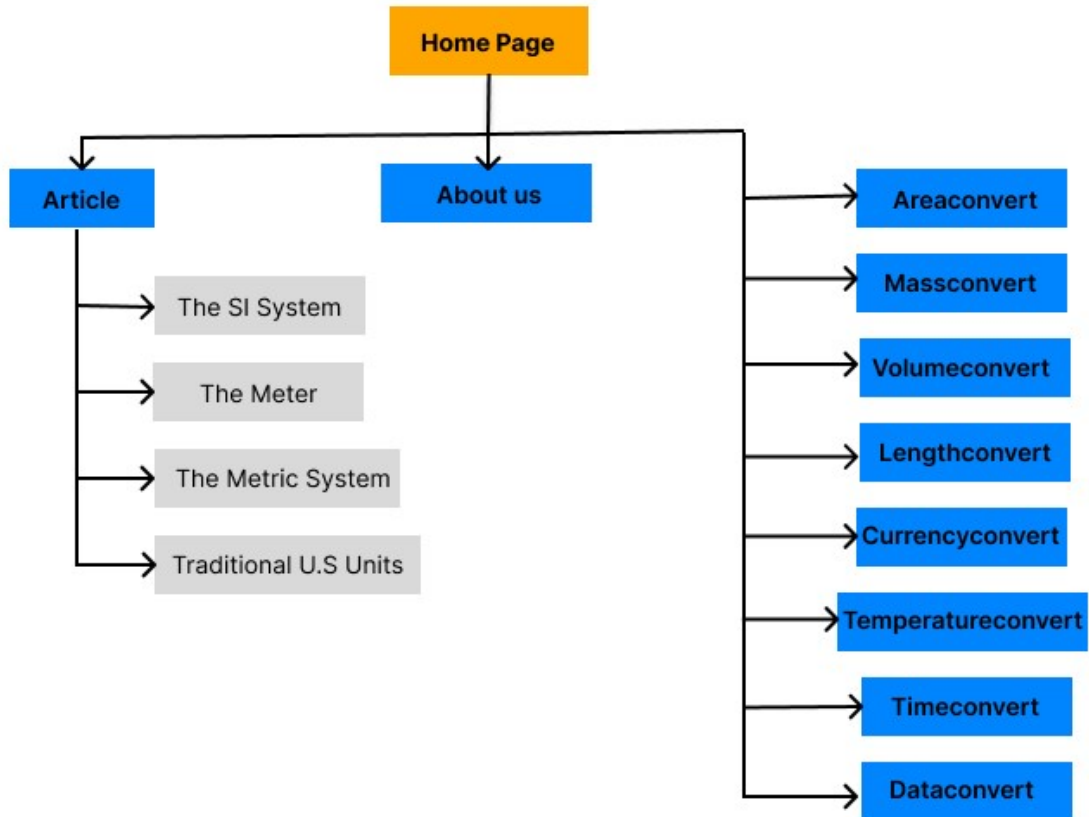 Home Page
Article
About us
The SI System
The Meter
The Metric System
Traditional U.S Units
Areaconvert
Massconvert
Volumeconvert
Lengthconvert
Currencyconvert
Temperatureconvert
Timeconvert
Dataconvert